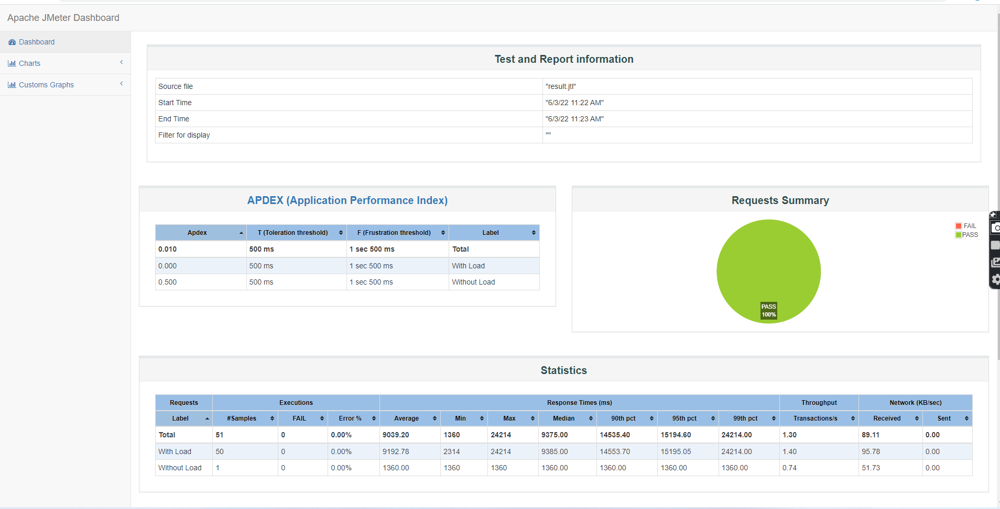 Apache JMeter Dashboard
Dashboard
Charts
Customs Graphs
Test and Report information
Source file "result.jtl"
Start Time "6/3/22 11:22 AM"
End Time "6/3/22 11:23 AM"
Filter for display ""
APDEX (Application Performance Index)
Apdex T (Toleration threshold) F (Frustration threshold) Label
0.010 500 ms 1 sec 500 ms Total
0.000 500 ms 1 sec 500 ms With Load
0.500 500 ms 1 sec 500 ms Without Load
Requests Summary
FAIL
PASS
PASS
100%
Statistics
Requests Executions Response Times (ms) Throughput Network (KB/sec)
Label #Samples FAIL Error % Average Min Max Median 90th pct 95th pct 99th pct Transactions/s Received Sent
Total 51 0 0.00% 9039.20 1360 24214 9375.00 14535.40 15194.60 24214.00 1.30 89.11 0.00
With Load 50 0 0.00% 9192.78 2314 24214 9385.00 14553.70 15195.05 24214.00 1.40 95.78 0.00
Without Load 1 0 0.00% 1360.00 1360 1360 1360.00 1360.00 1360.00 1360.00 0.74 51.73 0.00